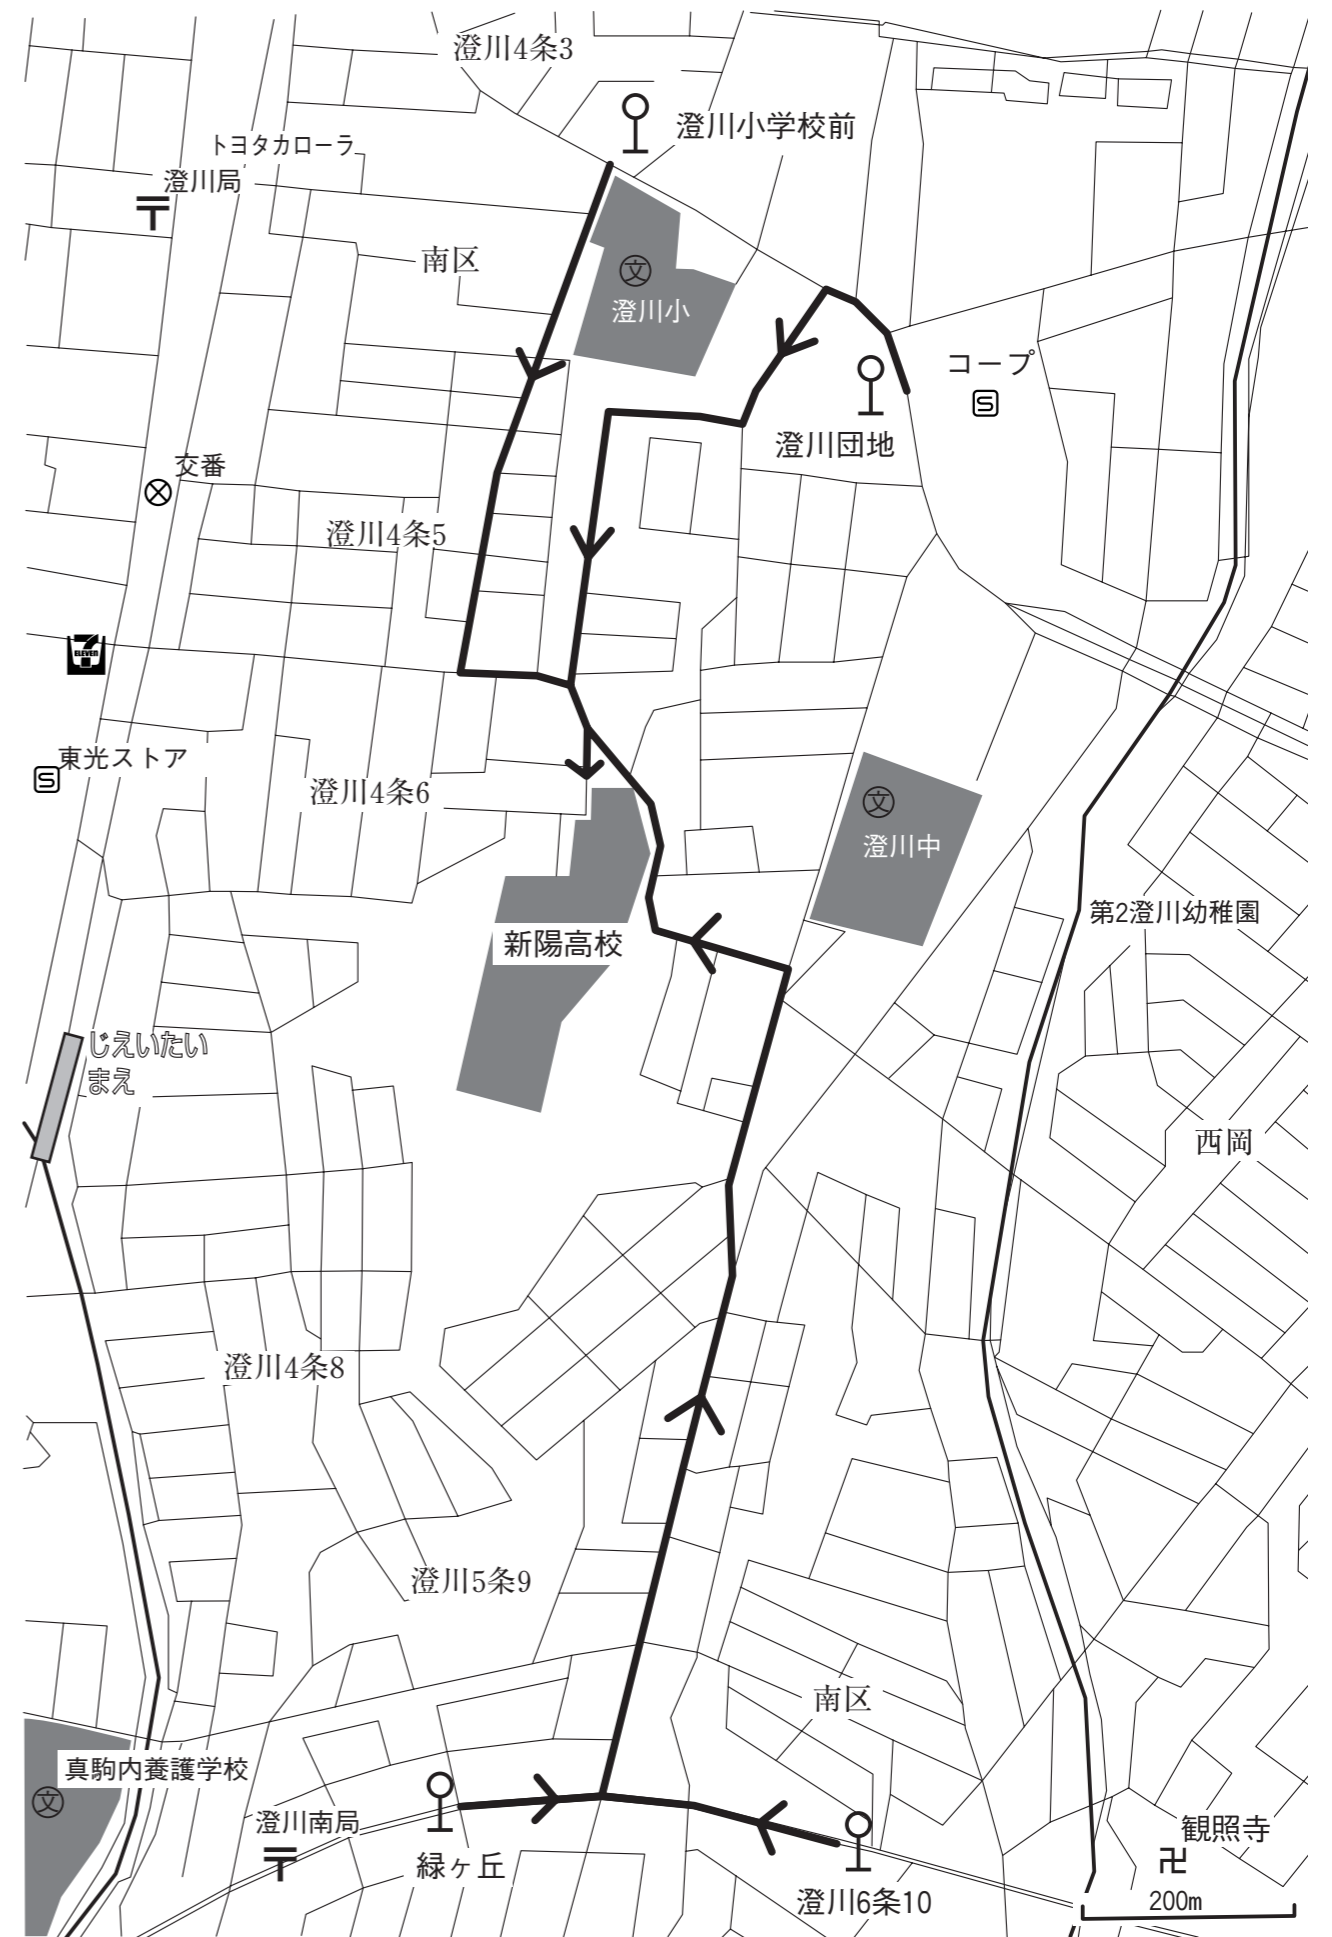 澄川4条3
澄川小学校前
トヨタカローラ
澄川局
南区
文
澄川小
コープ
S
澄川団地
交番
澄川4条5
7
ELEVEN
東光ストア
S
澄川4条6
文
澄川中
第2澄川幼稚園
新陽高校
じえいたい
まえ
西岡
澄川4条8
澄川5条9
南区
真駒内養護学校
文
澄川南局
緑ヶ丘
観照寺
澄川6条10
200m